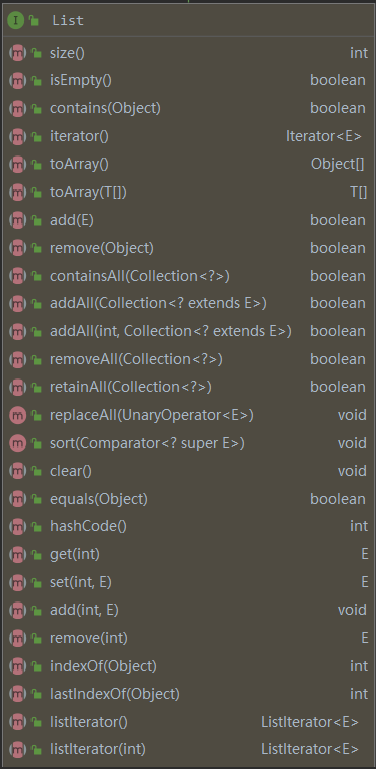 I List
m size() int
m isEmpty() boolean
m contains(Object) boolean
m iterator() Iterator<E>
m toArray() Object[]
m toArray(T[]) T[]
m add(E) boolean
m remove(Object) boolean
m containsAll(Collection<?>) boolean
m addAll(Collection<? extends E>) boolean
m addAll(int, Collection<? extends E>) boolean
m removeAll(Collection<?>) boolean
m retainAll(Collection<?>) boolean
m replaceAll(UnaryOperator<E>) void
m sort(Comparator<? super E>) void
m clear() void
m equals(Object) boolean
m hashCode() int
m get(int) E
m set(int, E) E
m add(int, E) void
m remove(int) E
m indexOf(Object) int
m lastIndexOf(Object) int
m listIterator() ListIterator<E>
m listIterator(int) ListIterator<E>